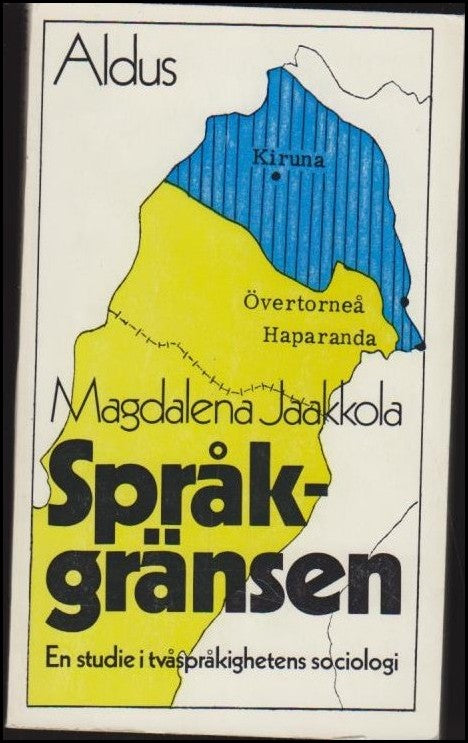 Aldus
Kiruna
Övertorneå
Haparanda
Magdalena Jaakkola
Språk-
gränsen
En studie i tvåspråkighetens sociologi